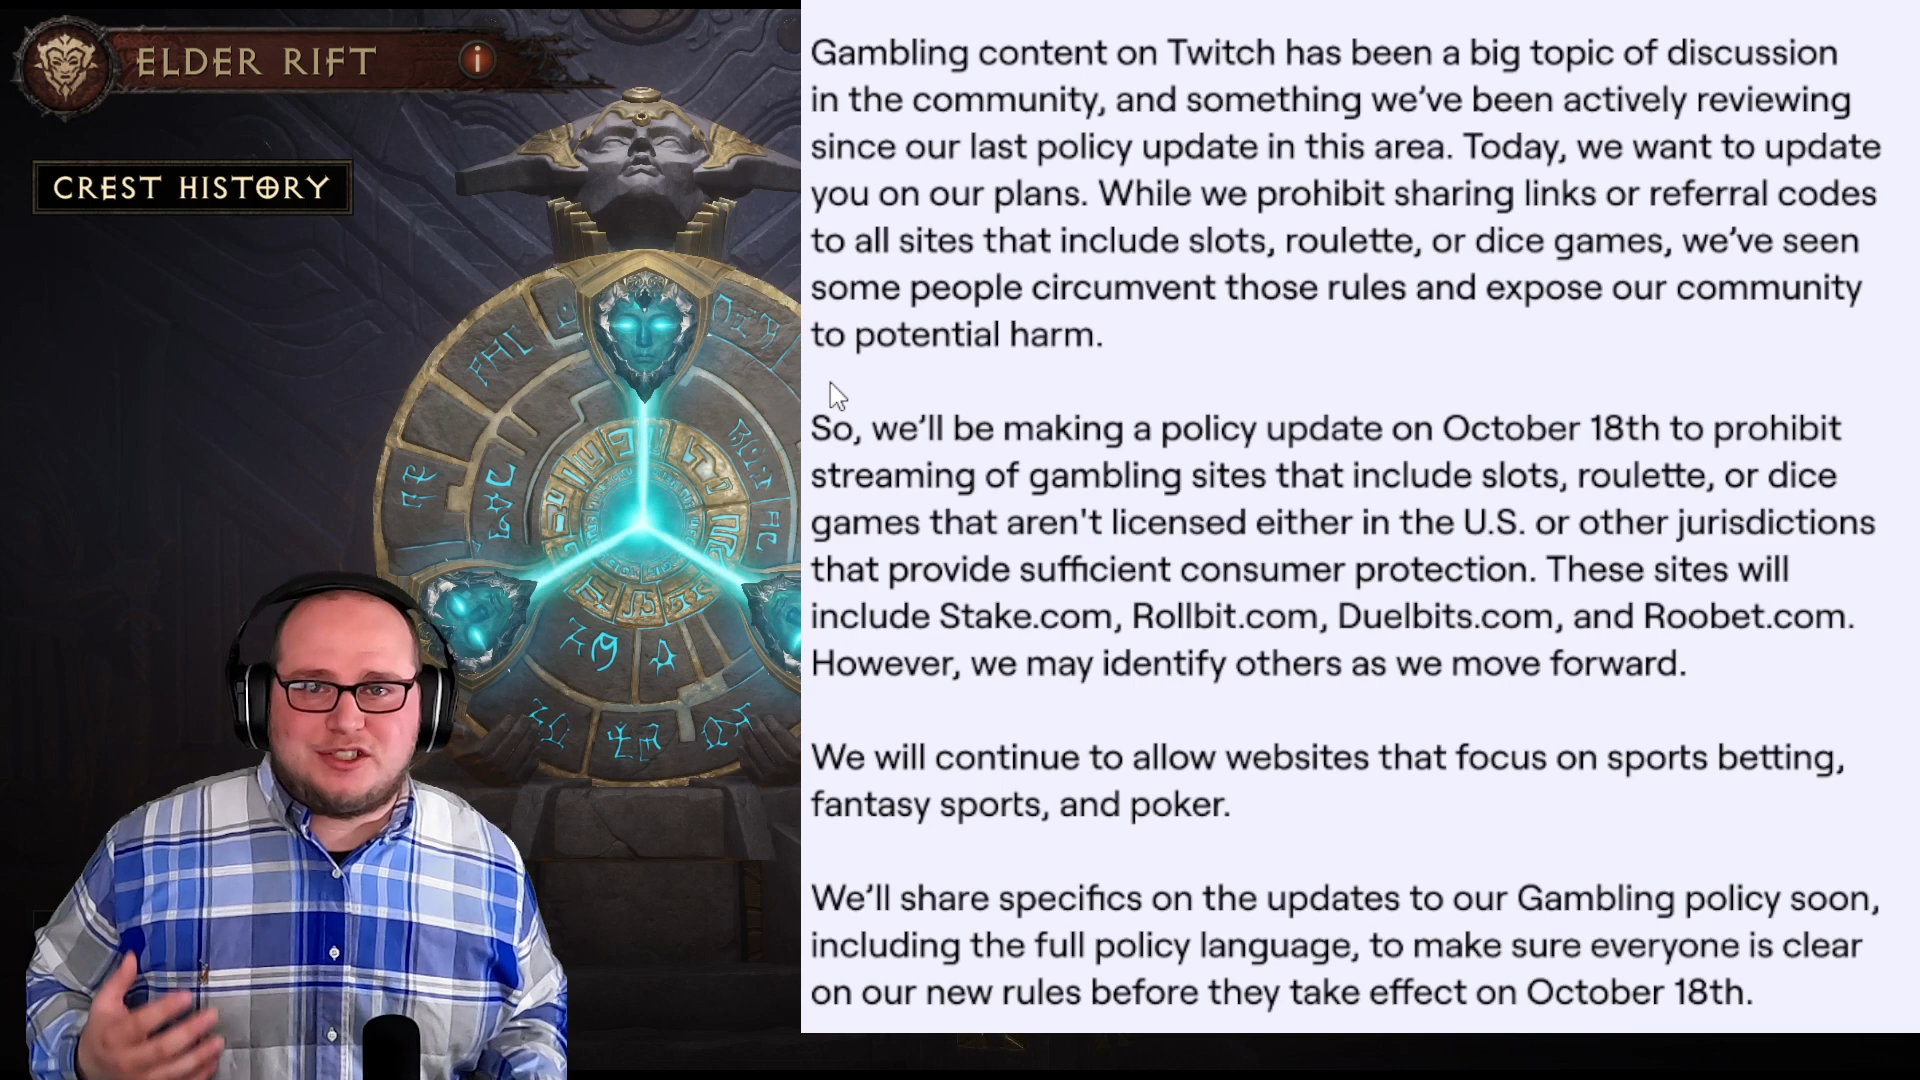 ELDER RIFT
i
CREST HISTORY
Gambling content on Twitch has been a big topic of discussion
in the community, and something we've been actively reviewing
since our last policy update in this area. Today, we want to update
you on our plans. While we prohibit sharing links or referral codes
to all sites that include slots, roulette, or dice games, we've seen
some people circumvent those rules and expose our community
to potential harm.
So, we'll be making a policy update on October 18th to prohibit
streaming of gambling sites that include slots, roulette, or dice
games that aren't licensed either in the U.S. or other jurisdictions
that provide sufficient consumer protection. These sites will
include Stake.com, Rollbit.com, Duelbits.com, and Roobet.com.
However, we may identify others as we move forward.
We will continue to allow websites that focus on sports betting,
fantasy sports, and poker.
We'll share specifics on the updates to our Gambling policy soon,
including the full policy language, to make sure everyone is clear
on our new rules before they take effect on October 18th.